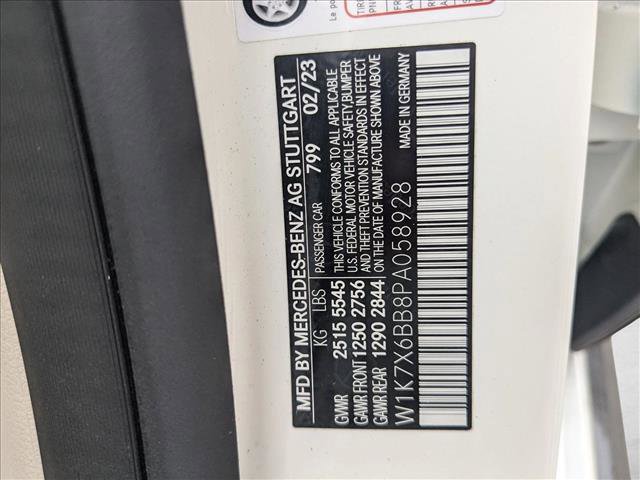 MFD BY MERCEDES-BENZ AG STUTTGART
KG LBS PASSENGER CAR 799 02/23
GVWR 2515 5545
GAWR FRONT 1250 2756
GAWR REAR 1290 2844
THIS VEHICLE CONFORMS TO ALL APPLICABLE
U.S. FEDERAL MOTOR VEHICLE SAFETY, BUMPER
AND THEFT PREVENTION STANDARDS IN EFFECT
ON THE DATE OF MANUFACTURE SHOWN ABOVE
W1K7X6BB8PA058928
MADE IN GERMANY